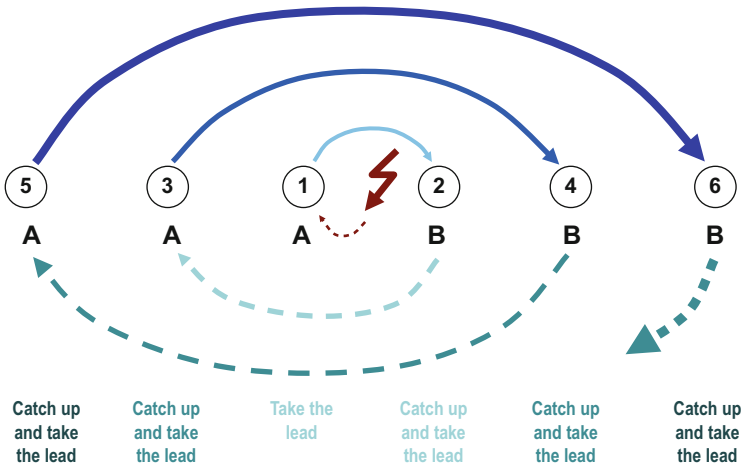 5 3 1 2 4 6
A A A B B B
Catch up
and take
the lead
Catch up
and take
the lead
Take the
lead
Catch up
and take
the lead
Catch up
and take
the lead
Catch up
and take
the lead